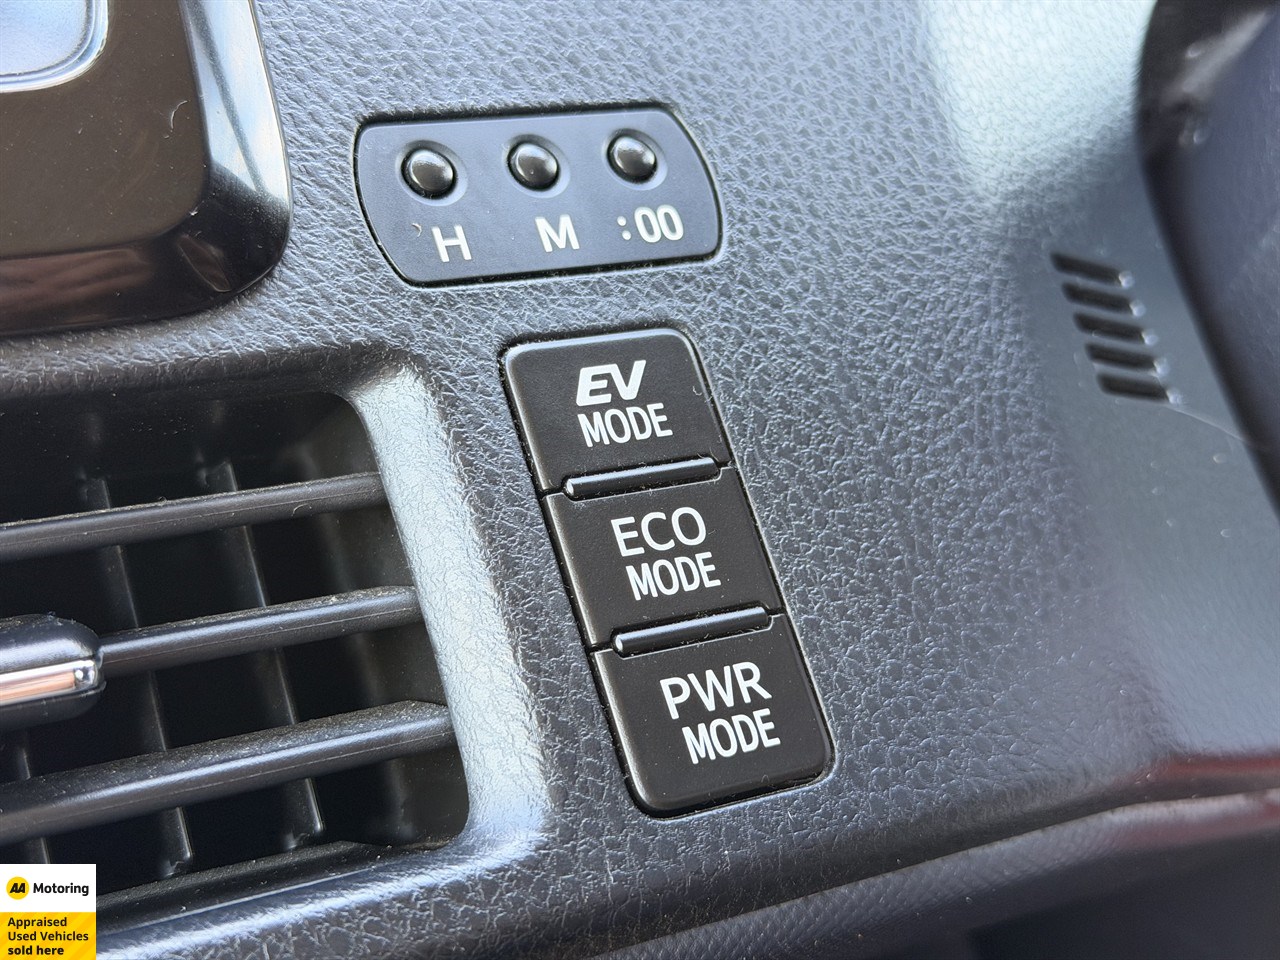 H M :00
EV
MODE
ECO
MODE
PWR
MODE
AA Motoring
Appraised
Used Vehicles
sold here